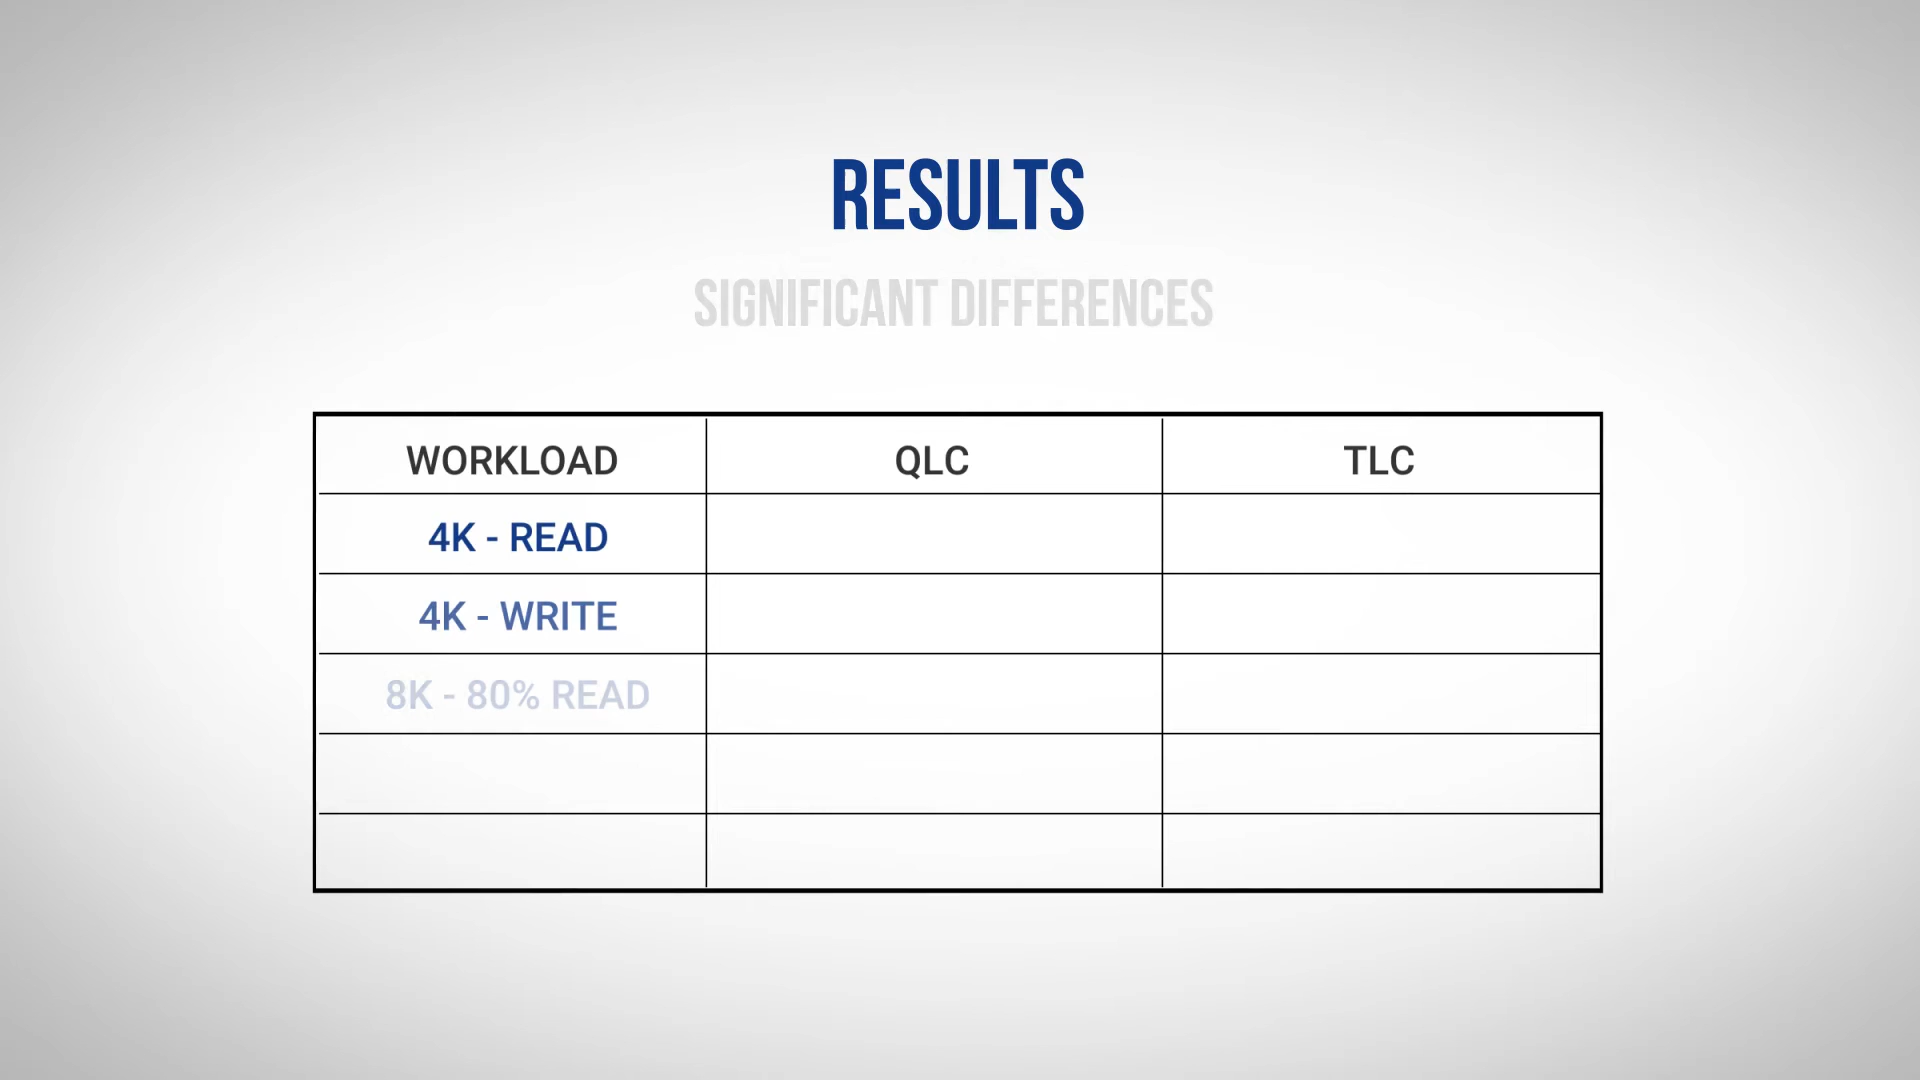 RESULTS
SIGNIFICANT DIFFERENCES
WORKLOAD QLC TLC
4K - READ
4K - WRITE
8K - 80% READ